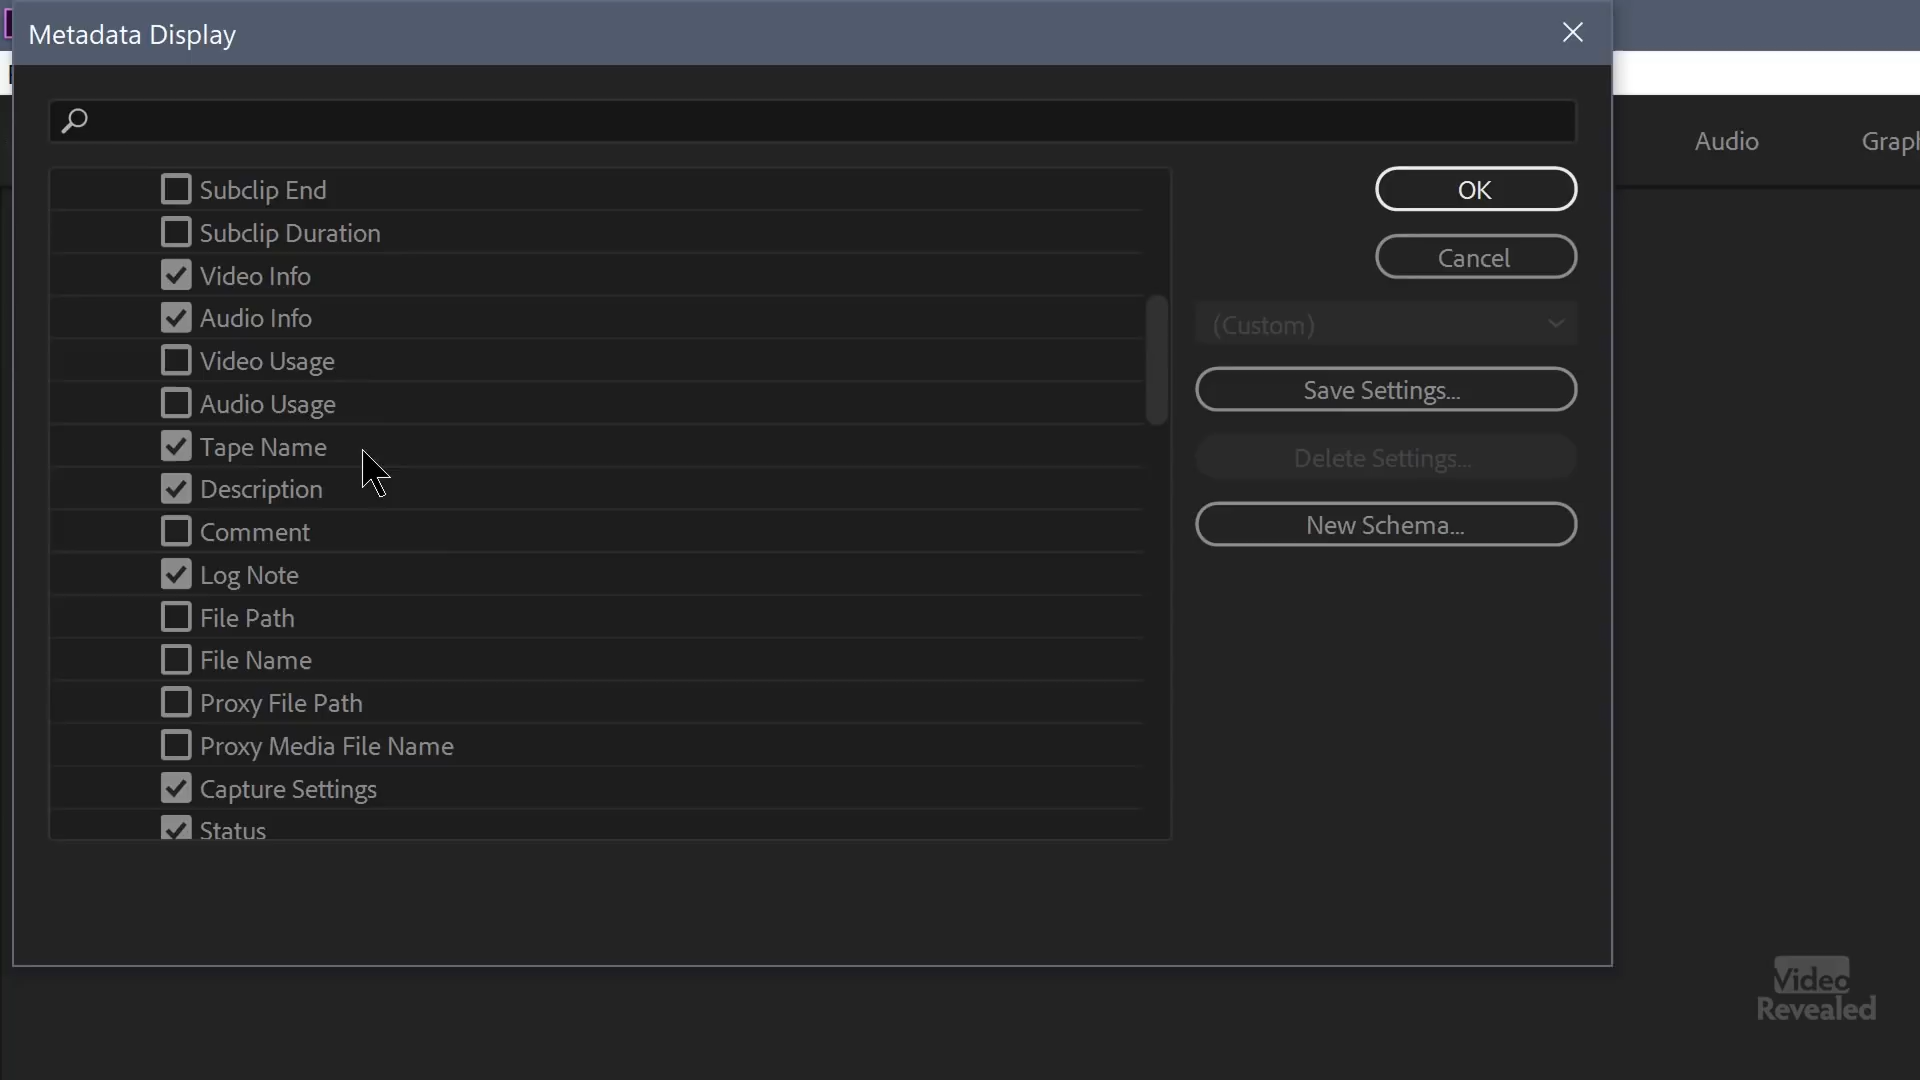 Metadata Display
Audio
Subclip End
Subclip Duration
Video Info
Audio Info
Video Usage
Audio Usage
Tape Name
Description
Comment
Log Note
File Path
File Name
Proxy File Path
Proxy Media File Name
Capture Settings
Status
OK
Cancel
(Custom)
Save Settings...
Delete Settings...
New Schema...
Video
Revealed